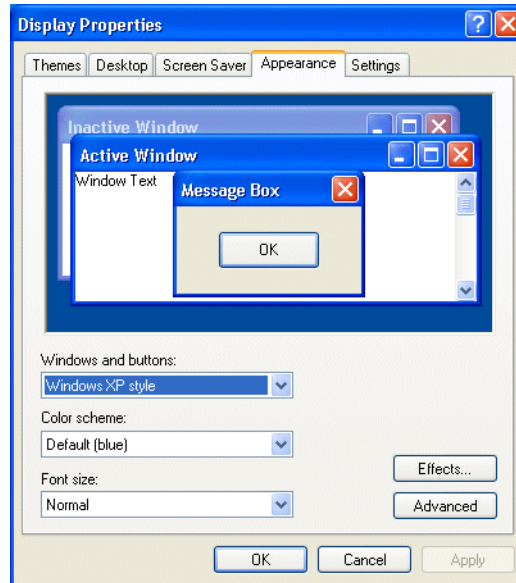 Display Properties
Themes Desktop Screen Saver Appearance Settings
Inactive Window
Active Window
Window Text
Message Box
OK
Windows and buttons:
Windows XP style
Color scheme:
Default (blue)
Effects...
Font size:
Normal
Advanced
OK Cancel Apply